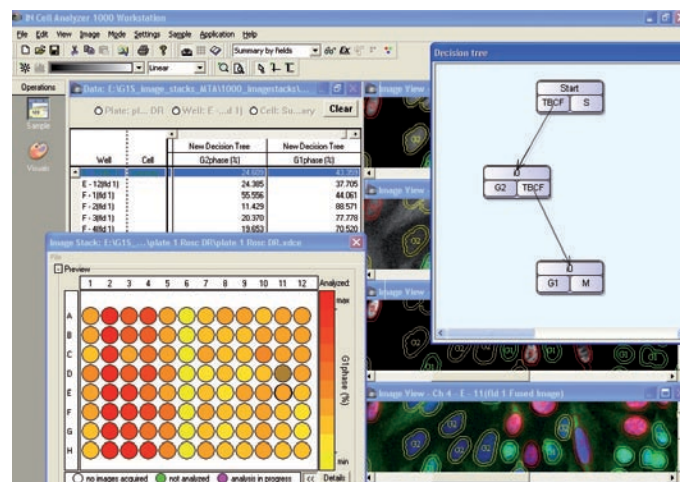 IN Cell Analyzer 1000 Workstation
File Edit View Image Mode Settings Sample Application Help
Summary by fields
Linear
Operations
Sample
Visuals
Clear
New Decision Tree New Decision Tree
Well Cell G2phase (%) G1phase (%)
24.609 43.359
E - 12(fld 1) 24.385 37.705
F - 1(fld 1) 55.556 44.061
F - 2(fld 1) 11.429 88.571
F - 3(fld 1) 20.370 77.778
F - 4(fld 1) 19.653 70.520
Image View
Image View
Image View
Image View - Ch 4 - E - 11(fld 1 Fused Image)
Decision tree
Start
TBCF S
G2 TBCF
G1 M
File
Preview
1 2 3 4 5 6 7 8 9 10 11 12 Analyzed:
A
B
C
D
E
F
G
H
max
G1phase (%)
min
no images acquired not analyzed analysis in progress << Details